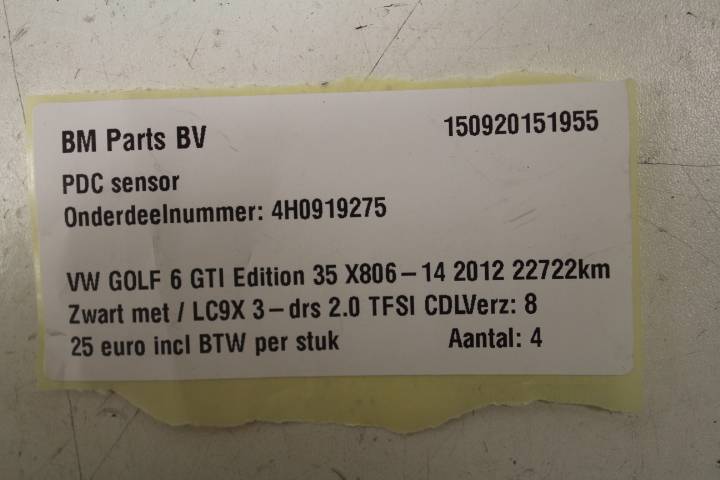 BM Parts BV 150920151955
PDC sensor
Onderdeelnummer: 4H0919275
VW GOLF 6 GTI Edition 35 X806-14 2012 22722km
Zwart met / LC9X 3-drs 2.0 TFSI CDLVerz: 8
25 euro incl BTW per stuk Aantal: 4